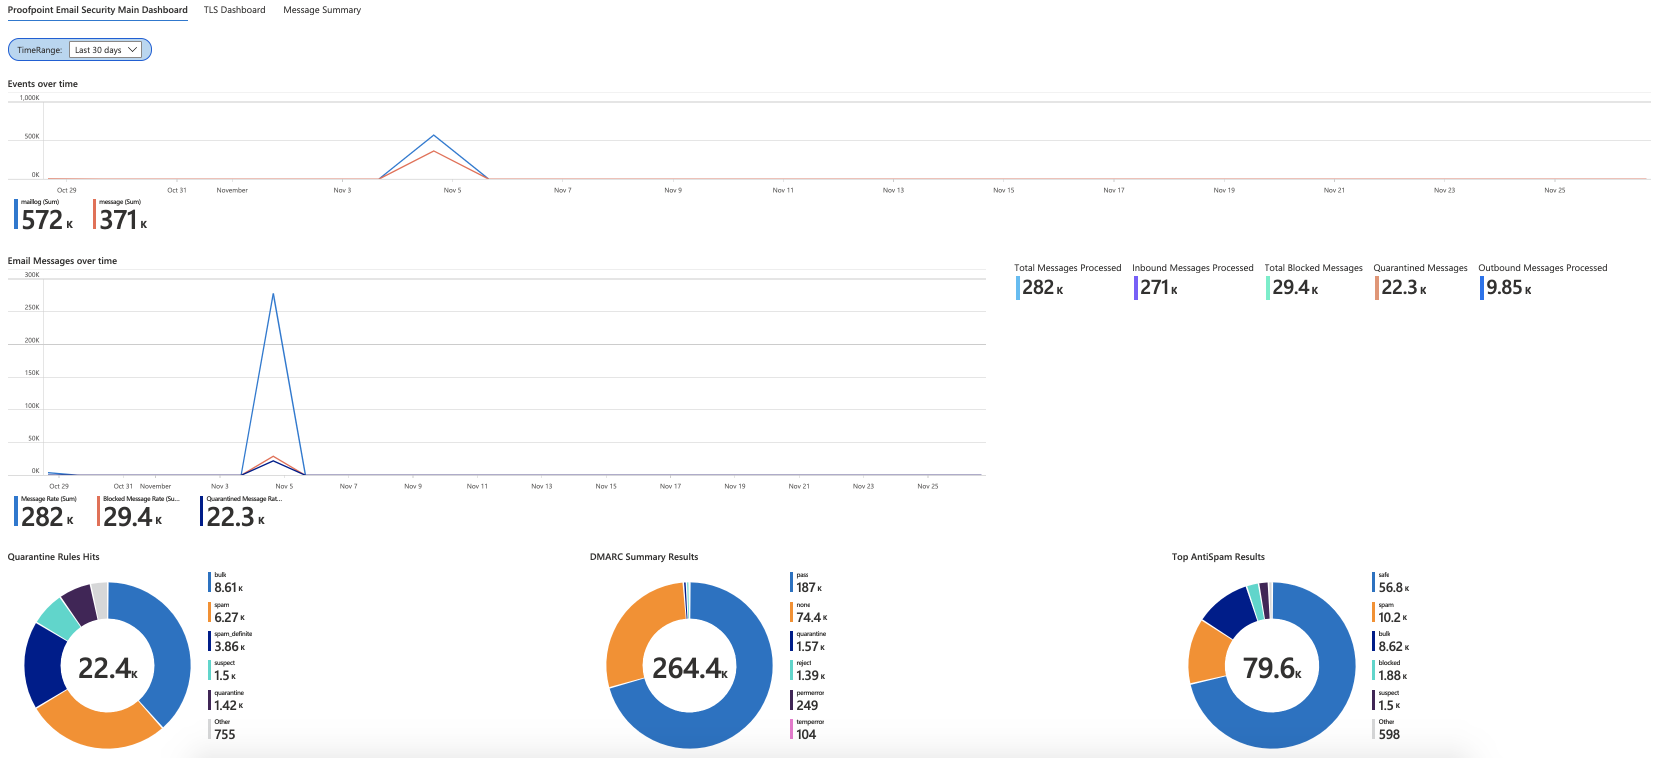 Proofpoint Email Security Main Dashboard TLS Dashboard Message Summary
TimeRange: Last 30 days
Events over time
1,000K
500K
0K
Oct 29 Oct 31 November Nov 3 Nov 5 Nov 7 Nov 9 Nov 11 Nov 13 Nov 15 Nov 17 Nov 19 Nov 21 Nov 23 Nov 25
maillog (Sum) message (Sum)
572 K 371 K
Email Messages over time
300K
250K
200K
150K
100K
50K
0K
Oct 29 Oct 31 November Nov 3 Nov 5 Nov 7 Nov 9 Nov 11 Nov 13 Nov 15 Nov 17 Nov 19 Nov 21 Nov 23 Nov 25
Message Rate (Sum) Blocked Message Rate (Su... Quarantined Message Rat...
282 K 29.4 K 22.3 K
Total Messages Processed Inbound Messages Processed Total Blocked Messages Quarantined Messages Outbound Messages Processed
282 K 271 K 29.4 K 22.3 K 9.85 K
Quarantine Rules Hits
22.4K
bulk
8.61 K
spam
6.27 K
spam_definite
3.86 K
suspect
1.5 K
quarantine
1.42 K
Other
755
DMARC Summary Results
264.4K
pass
187 K
none
74.4 K
quarantine
1.57 K
reject
1.39 K
permerror
249
temperror
104
Top AntiSpam Results
79.6K
safe
56.8 K
spam
10.2 K
bulk
8.62 K
blocked
1.88 K
suspect
1.5 K
Other
598